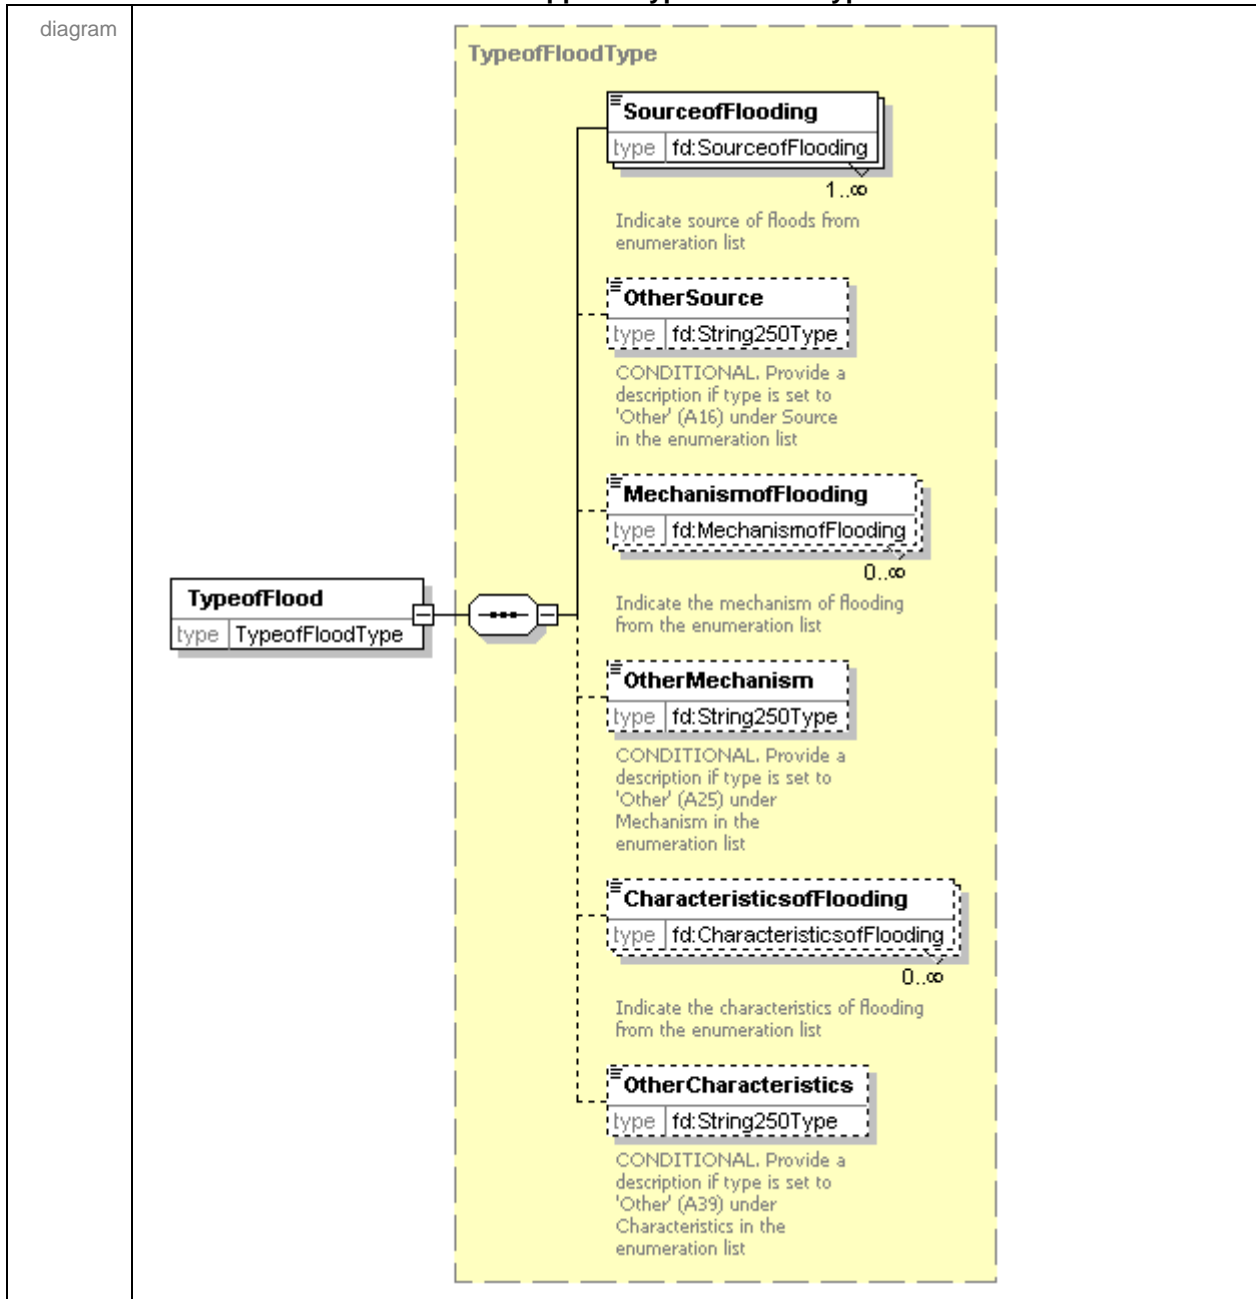 diagram
TypeofFloodType
SourceofFlooding
type fd:SourceofFlooding
1..∞
Indicate source of floods from
enumeration list
OtherSource
type fd:String250Type
CONDITIONAL. Provide a
description if type is set to
'Other' (A16) under Source
in the enumeration list
MechanismofFlooding
type fd:MechanismofFlooding
0..∞
Indicate the mechanism of flooding
from the enumeration list
TypeofFlood
type TypeofFloodType
OtherMechanism
type fd:String250Type
CONDITIONAL. Provide a
description if type is set to
'Other' (A25) under
Mechanism in the
enumeration list
CharacteristicsofFlooding
type fd:CharacteristicsofFlooding
0..∞
Indicate the characteristics of flooding
from the enumeration list
OtherCharacteristics
type fd:String250Type
CONDITIONAL. Provide a
description if type is set to
'Other' (A39) under
Characteristics in the
enumeration list